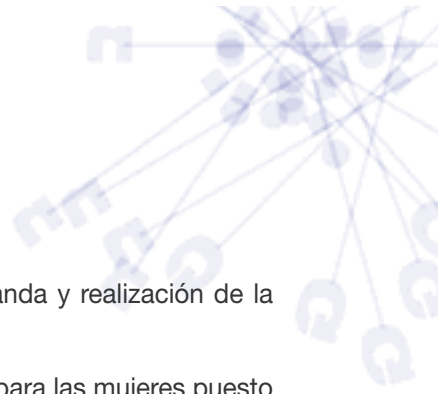 anda y realización de la
para las mujeres puesto